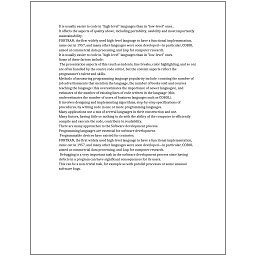 It is usually easier to code in "high-level" languages than in "low-level" ones.
It affects the aspects of quality above, including portability, usability and most importantly
maintainability.
FORTRAN, the first widely used high-level language to have a functional implementation,
came out in 1957, and many other languages were soon developed—in particular, COBOL
aimed at commercial data processing, and Lisp for computer research.
It is usually easier to code in "high-level" languages than in "low-level" ones.
Some of these factors include:
The presentation aspects of this (such as indents, line breaks, color highlighting, and so on)
are often handled by the source code editor, but the content aspects reflect the
programmer's talent and skills.
Methods of measuring programming language popularity include: counting the number of
job advertisements that mention the language, the number of books sold and courses
teaching the language (this overestimates the importance of newer languages), and
estimates of the number of existing lines of code written in the language (this
underestimates the number of users of business languages such as COBOL).
It involves designing and implementing algorithms, step-by-step specifications of
procedures, by writing code in one or more programming languages.
Many applications use a mix of several languages in their construction and use.
Many factors, having little or nothing to do with the ability of the computer to efficiently
compile and execute the code, contribute to readability.
There are many approaches to the Software development process.
Programming languages are essential for software development.
Programmable devices have existed for centuries.
FORTRAN, the first widely used high-level language to have a functional implementation,
came out in 1957, and many other languages were soon developed—in particular, COBOL
aimed at commercial data processing, and Lisp for computer research.
Debugging is a very important task in the software development process since having
defects in a program can have significant consequences for its users.
This can be a non-trivial task, for example as with parallel processes or some unusual
software bugs.